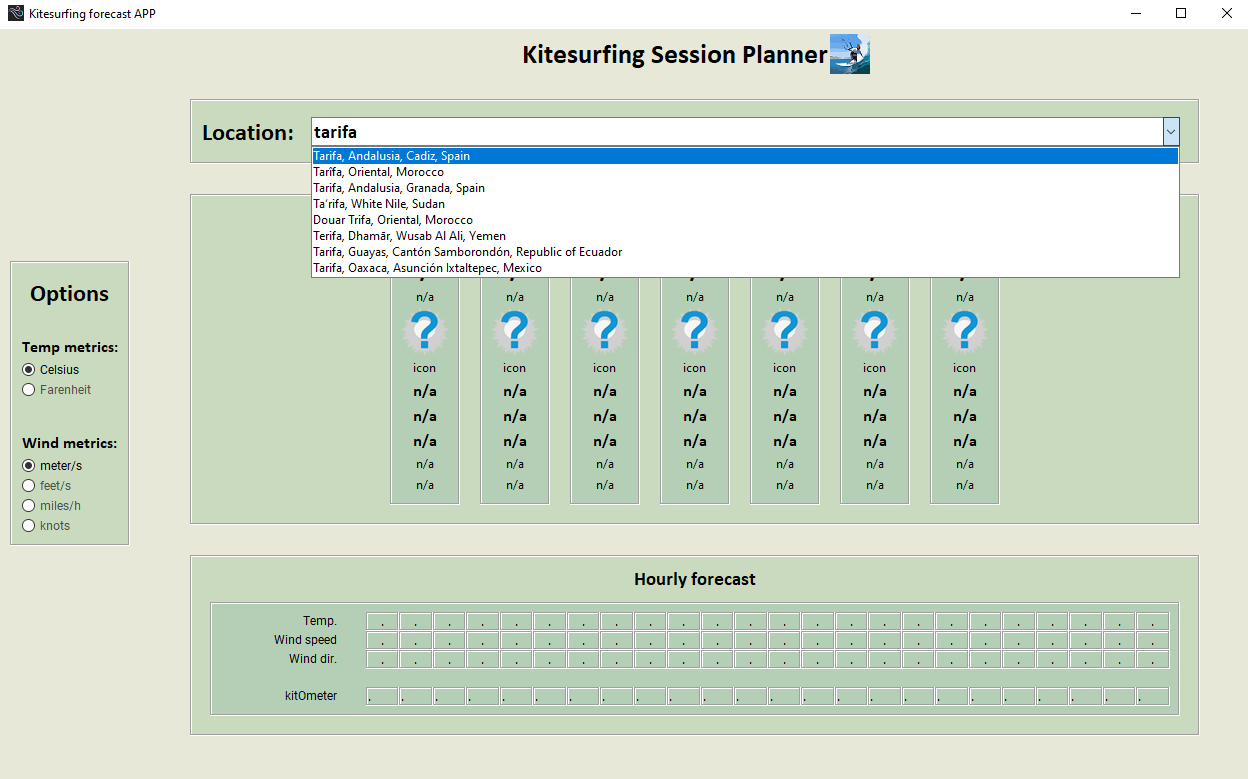 Kitesurfing forecast APP
Kitesurfing Session Planner
Location: tarifa
Tarifa, Andalusia, Cadiz, Spain
Tarîfa, Oriental, Morocco
Tarifa, Andalusia, Granada, Spain
Ta‘rifa, White Nile, Sudan
Douar Trifa, Oriental, Morocco
Terifa, Dhamār, Wusab Al Ali, Yemen
Tarifa, Guayas, Cantón Samborondón, Republic of Ecuador
Tarifa, Oaxaca, Asunción Ixtaltepec, Mexico
Options
Temp metrics:
Celsius
Farenheit
Wind metrics:
meter/s
feet/s
miles/h
knots
n/a n/a n/a n/a n/a n/a n/a
? ? ? ? ? ? ?
icon icon icon icon icon icon icon
n/a n/a n/a n/a n/a n/a n/a
n/a n/a n/a n/a n/a n/a n/a
n/a n/a n/a n/a n/a n/a n/a
n/a n/a n/a n/a n/a n/a n/a
n/a n/a n/a n/a n/a n/a n/a
Hourly forecast
Temp. . . . . . . . . . . . . . . . . . . . . . . . .
Wind speed . . . . . . . . . . . . . . . . . . . . . . . .
Wind dir. . . . . . . . . . . . . . . . . . . . . . . . .
kitOmeter . . . . . . . . . . . . . . . . . . . . . . . .